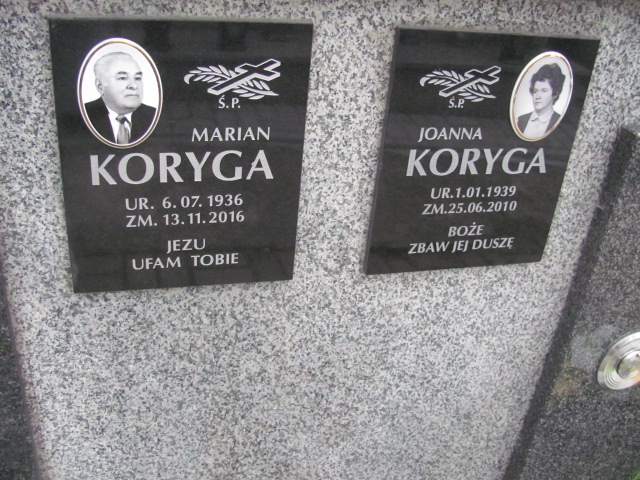 Ś.P.
MARIAN
KORYGA
UR. 6.07.1936
ZM. 13.11.2016
JEZU
UFAM TOBIE
Ś.P.
JOANNA
KORYGA
UR.1.01.1939
ZM.25.06.2010
BOŻE
ZBAW JEJ DUSZĘ